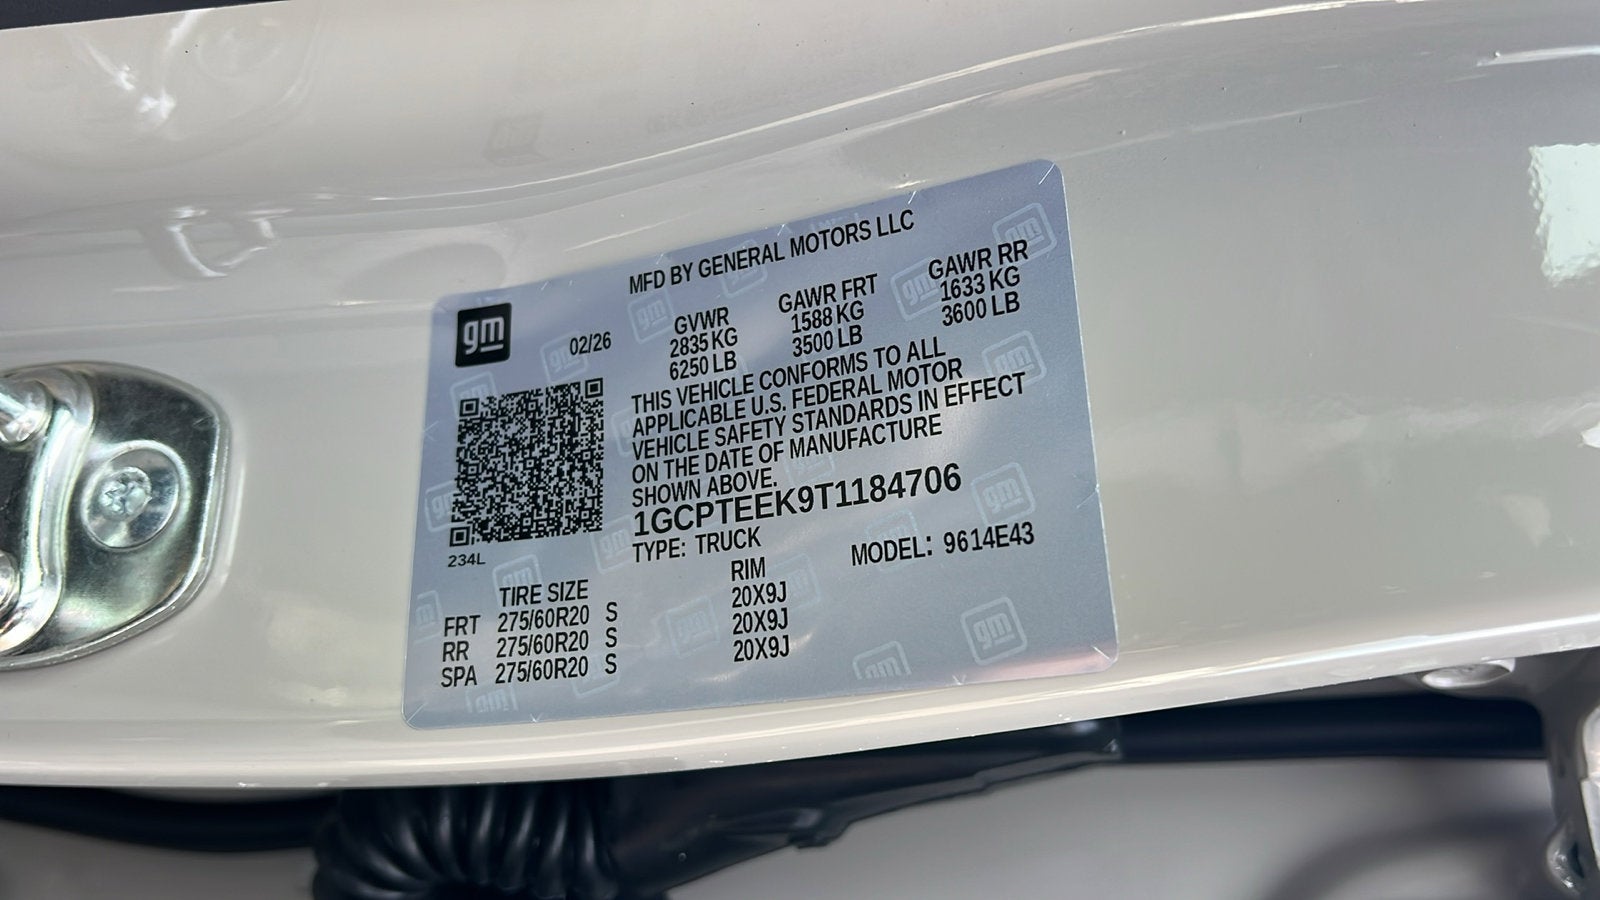 MFD BY GENERAL MOTORS LLC
gm
02/26
GVWR GAWR FRT GAWR RR
2835 KG 1588 KG 1633 KG
6250 LB 3500 LB 3600 LB
THIS VEHICLE CONFORMS TO ALL
APPLICABLE U.S. FEDERAL MOTOR
VEHICLE SAFETY STANDARDS IN EFFECT
ON THE DATE OF MANUFACTURE
SHOWN ABOVE.
1GCPTEEK9T1184706
234L
TYPE: TRUCK MODEL: 9614E43
TIRE SIZE RIM
FRT 275/60R20 S 20X9J
RR 275/60R20 S 20X9J
SPA 275/60R20 S 20X9J